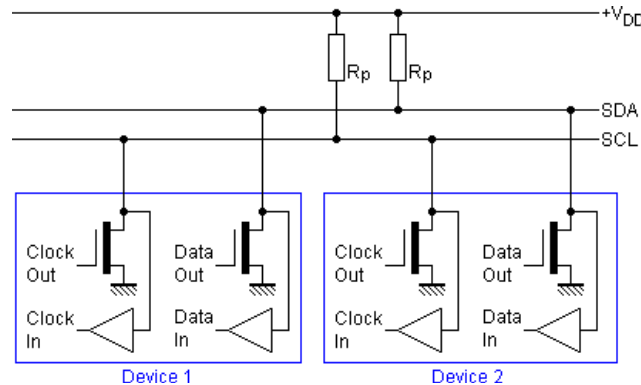 +VDD
Rp
Rp
SDA
SCL
Clock
Out
Data
Out
Clock
Out
Data
Out
Clock
In
Data
In
Clock
In
Data
In
Device 1
Device 2